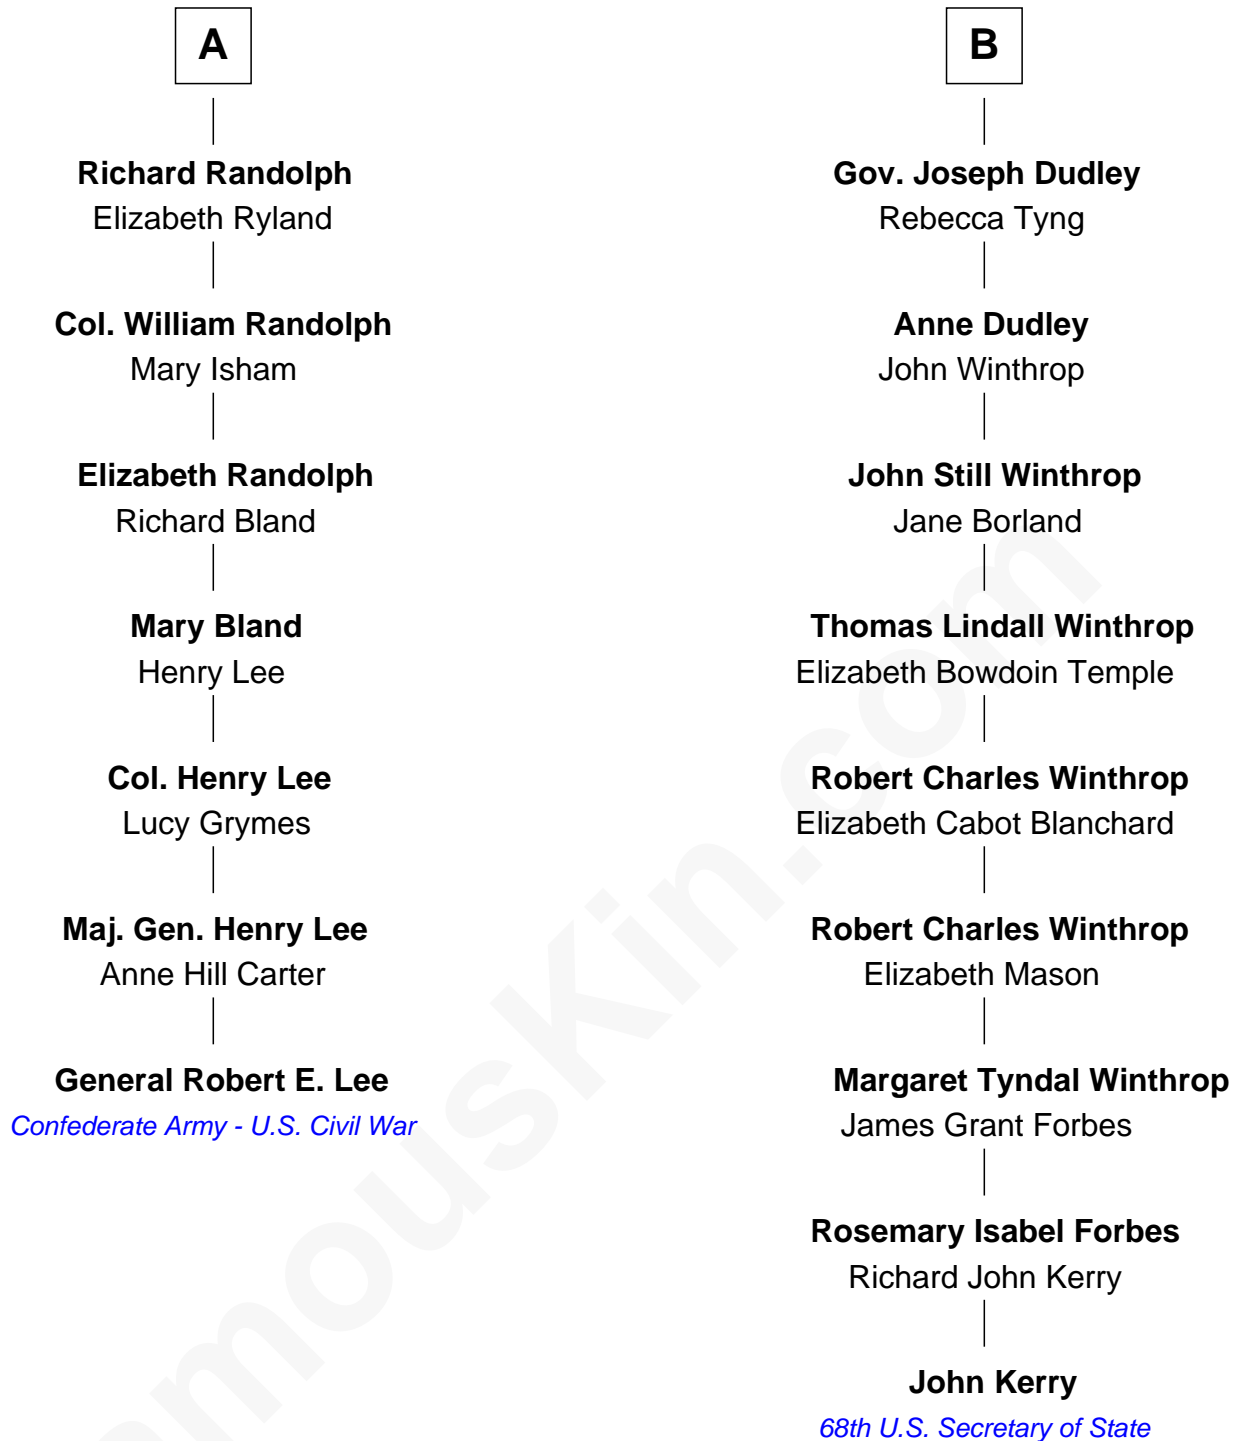 A
Richard Randolph
Elizabeth Ryland
Col. William Randolph
Mary Isham
Elizabeth Randolph
Richard Bland
Mary Bland
Henry Lee
Col. Henry Lee
Lucy Grymes
Maj. Gen. Henry Lee
Anne Hill Carter
General Robert E. Lee
Confederate Army - U.S. Civil War
B
Gov. Joseph Dudley
Rebecca Tyng
Anne Dudley
John Winthrop
John Still Winthrop
Jane Borland
Thomas Lindall Winthrop
Elizabeth Bowdoin Temple
Robert Charles Winthrop
Elizabeth Cabot Blanchard
Robert Charles Winthrop
Elizabeth Mason
Margaret Tyndal Winthrop
James Grant Forbes
Rosemary Isabel Forbes
Richard John Kerry
John Kerry
68th U.S. Secretary of State
amousKin.com